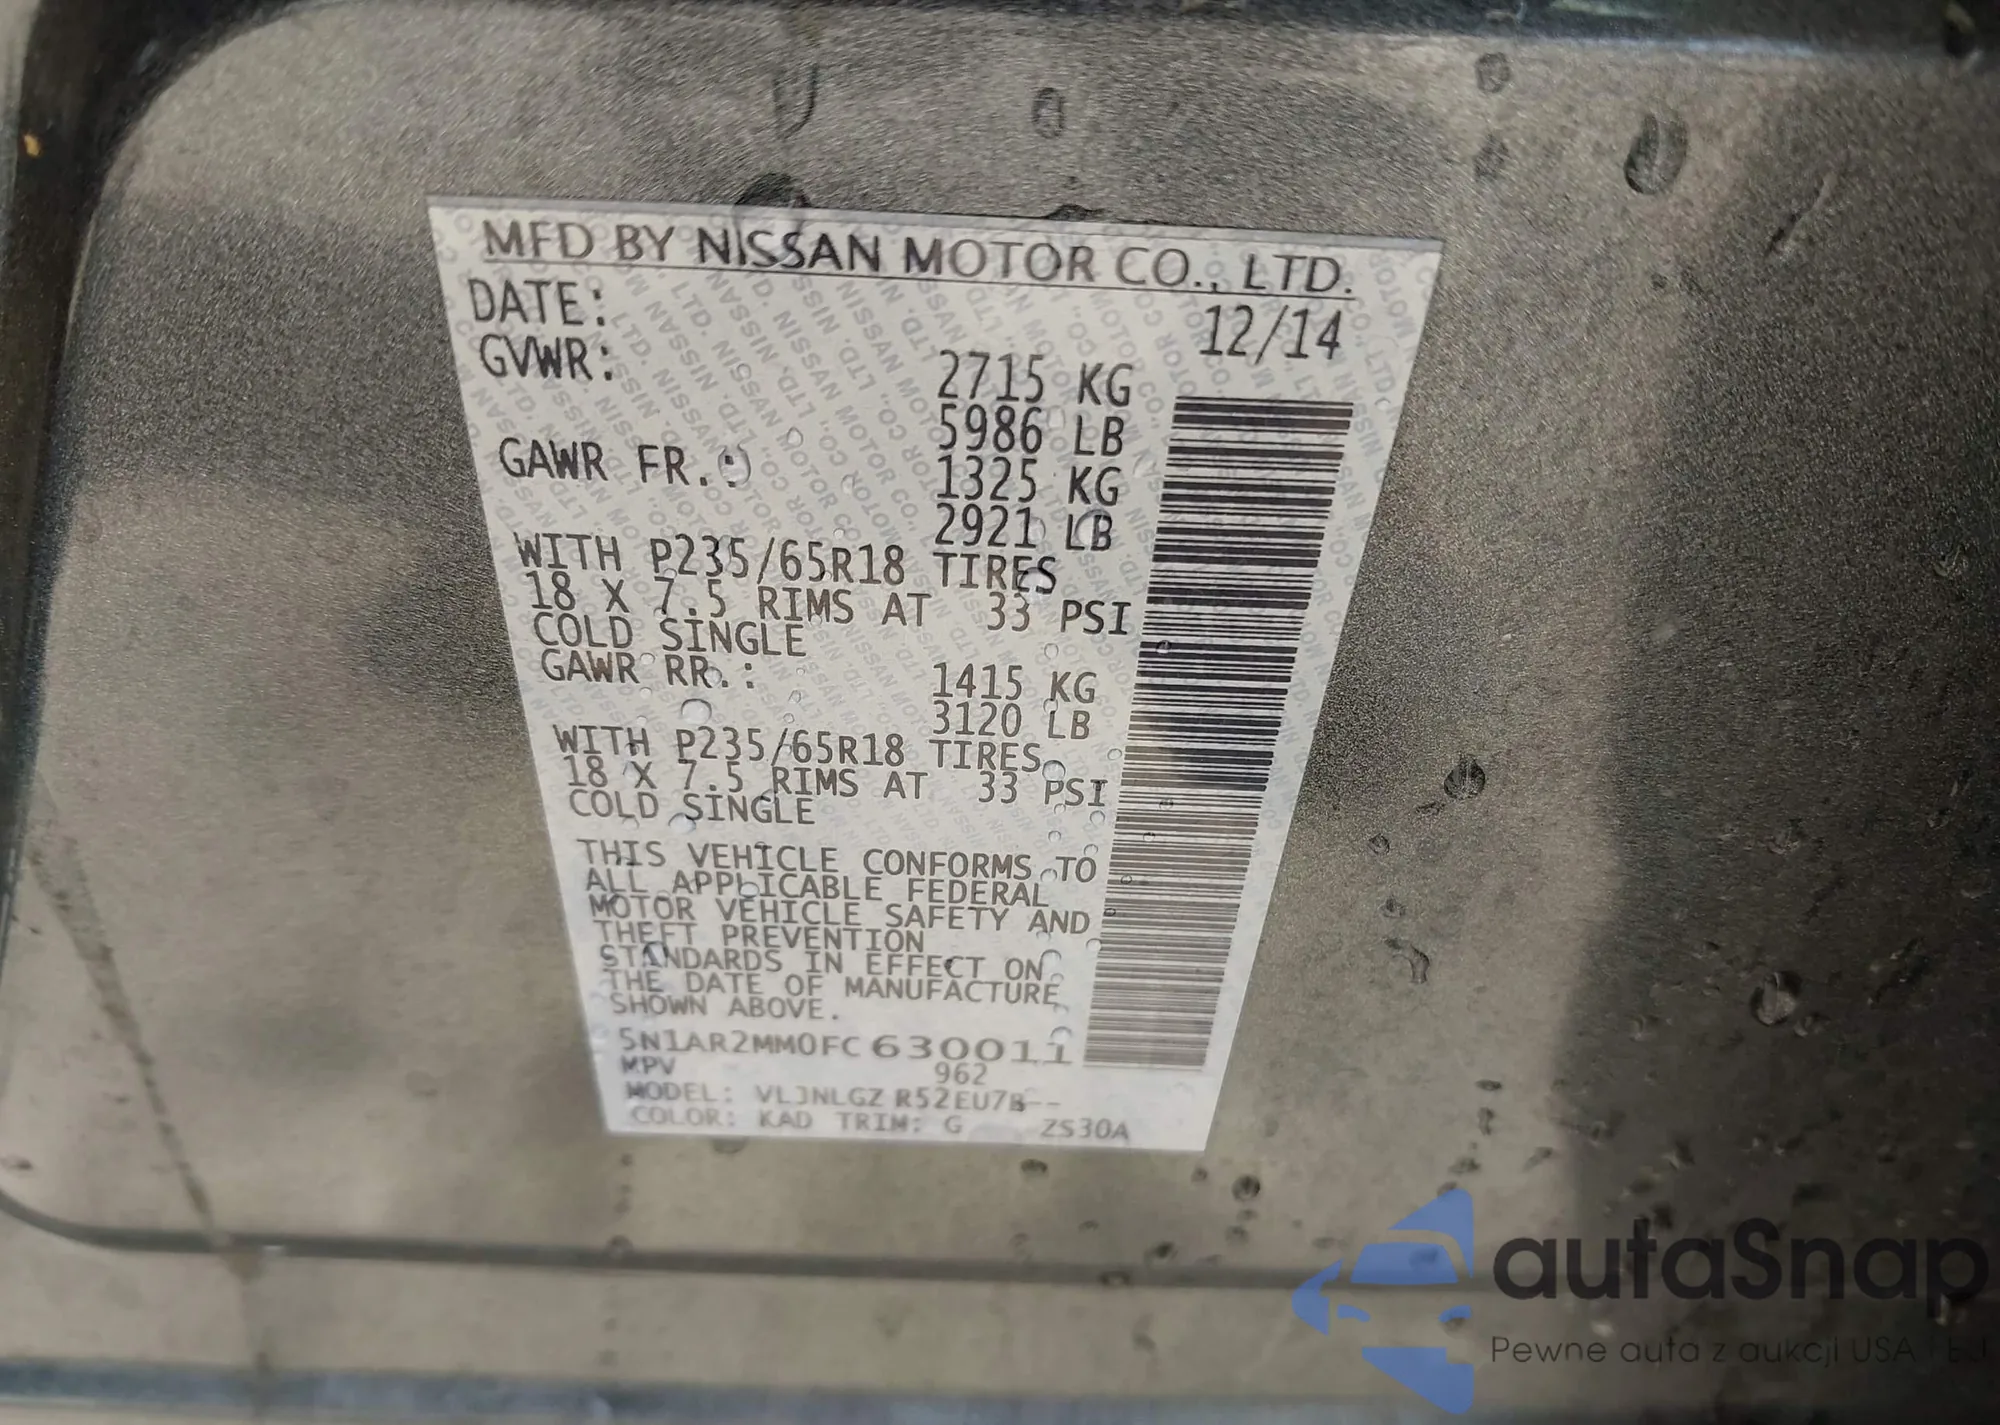 MFD BY NISSAN MOTOR CO., LTD.
DATE: 12/14
GVWR: 2715 KG
5986 LB
GAWR FR.: 1325 KG
2921 LB
WITH P235/65R18 TIRES
18 X 7.5 RIMS AT 33 PSI
COLD SINGLE
GAWR RR.: 1415 KG
3120 LB
WITH P235/65R18 TIRES
18 X 7.5 RIMS AT 33 PSI
COLD SINGLE
THIS VEHICLE CONFORMS TO
ALL APPLICABLE FEDERAL
MOTOR VEHICLE SAFETY AND
THEFT PREVENTION
STANDARDS IN EFFECT ON
THE DATE OF MANUFACTURE
SHOWN ABOVE.
5N1AR2MM0FC630011
MPV 962
MODEL: R52EU7B--
COLOR: KAD TRIM: G ZS30A
autaSnap
Pewne auta z aukcji USA i EU